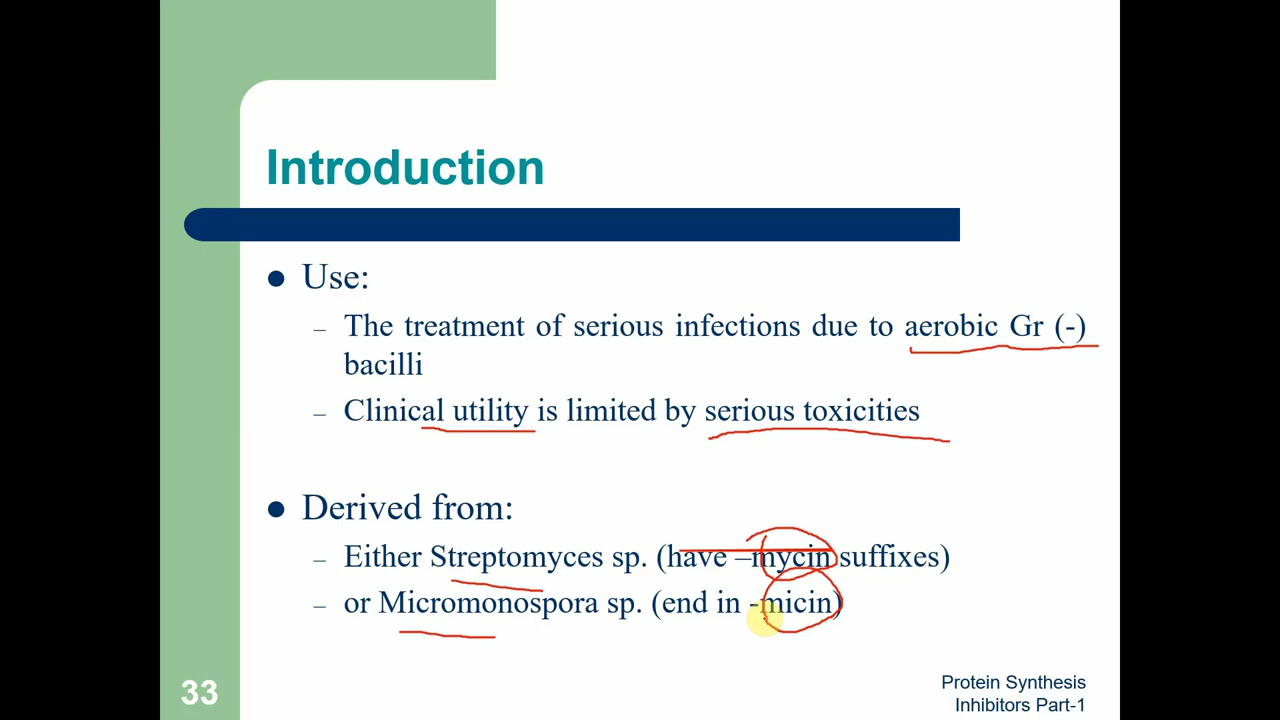 Introduction
Use:
– The treatment of serious infections due to aerobic Gr (-)
bacilli
– Clinical utility is limited by serious toxicities
Derived from:
– Either Streptomyces sp. (have –mycin suffixes)
– or Micromonospora sp. (end in -micin)
33
Protein Synthesis
Inhibitors Part-1